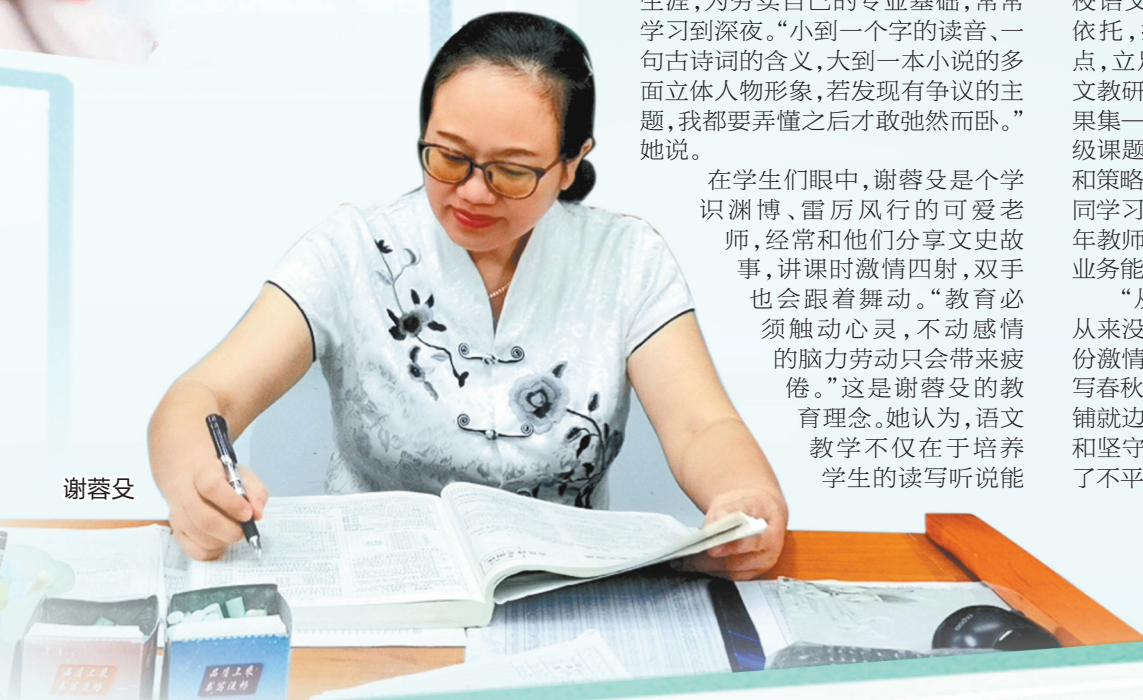 生涯,为夯实自己的专业基础,常常
学习到深夜。“小到一个字的读音、一
句古诗词的含义,大到一本小说的多
面立体人物形象,若发现有争议的主
题,我都要弄懂之后才敢弛然而卧。”
她说。
在学生们眼中,谢蓉殳是个学
识渊博、雷厉风行的可爱老
师,经常和他们分享文史故
事,讲课时激情四射,双手
也会跟着舞动。“教育必
须触动心灵,不动感情
的脑力劳动只会带来疲
倦。”这是谢蓉殳的教
育理念。她认为,语文
教学不仅在于培养
学生的读写听说能
校语文
依托,
点,立足
文教研
果集一
级课题
和策略
同学习
年教师
业务能
“从
从来没
份激情
写春秋
铺就边
和坚守
了不平
谢蓉殳
品质上乘
书写流畅